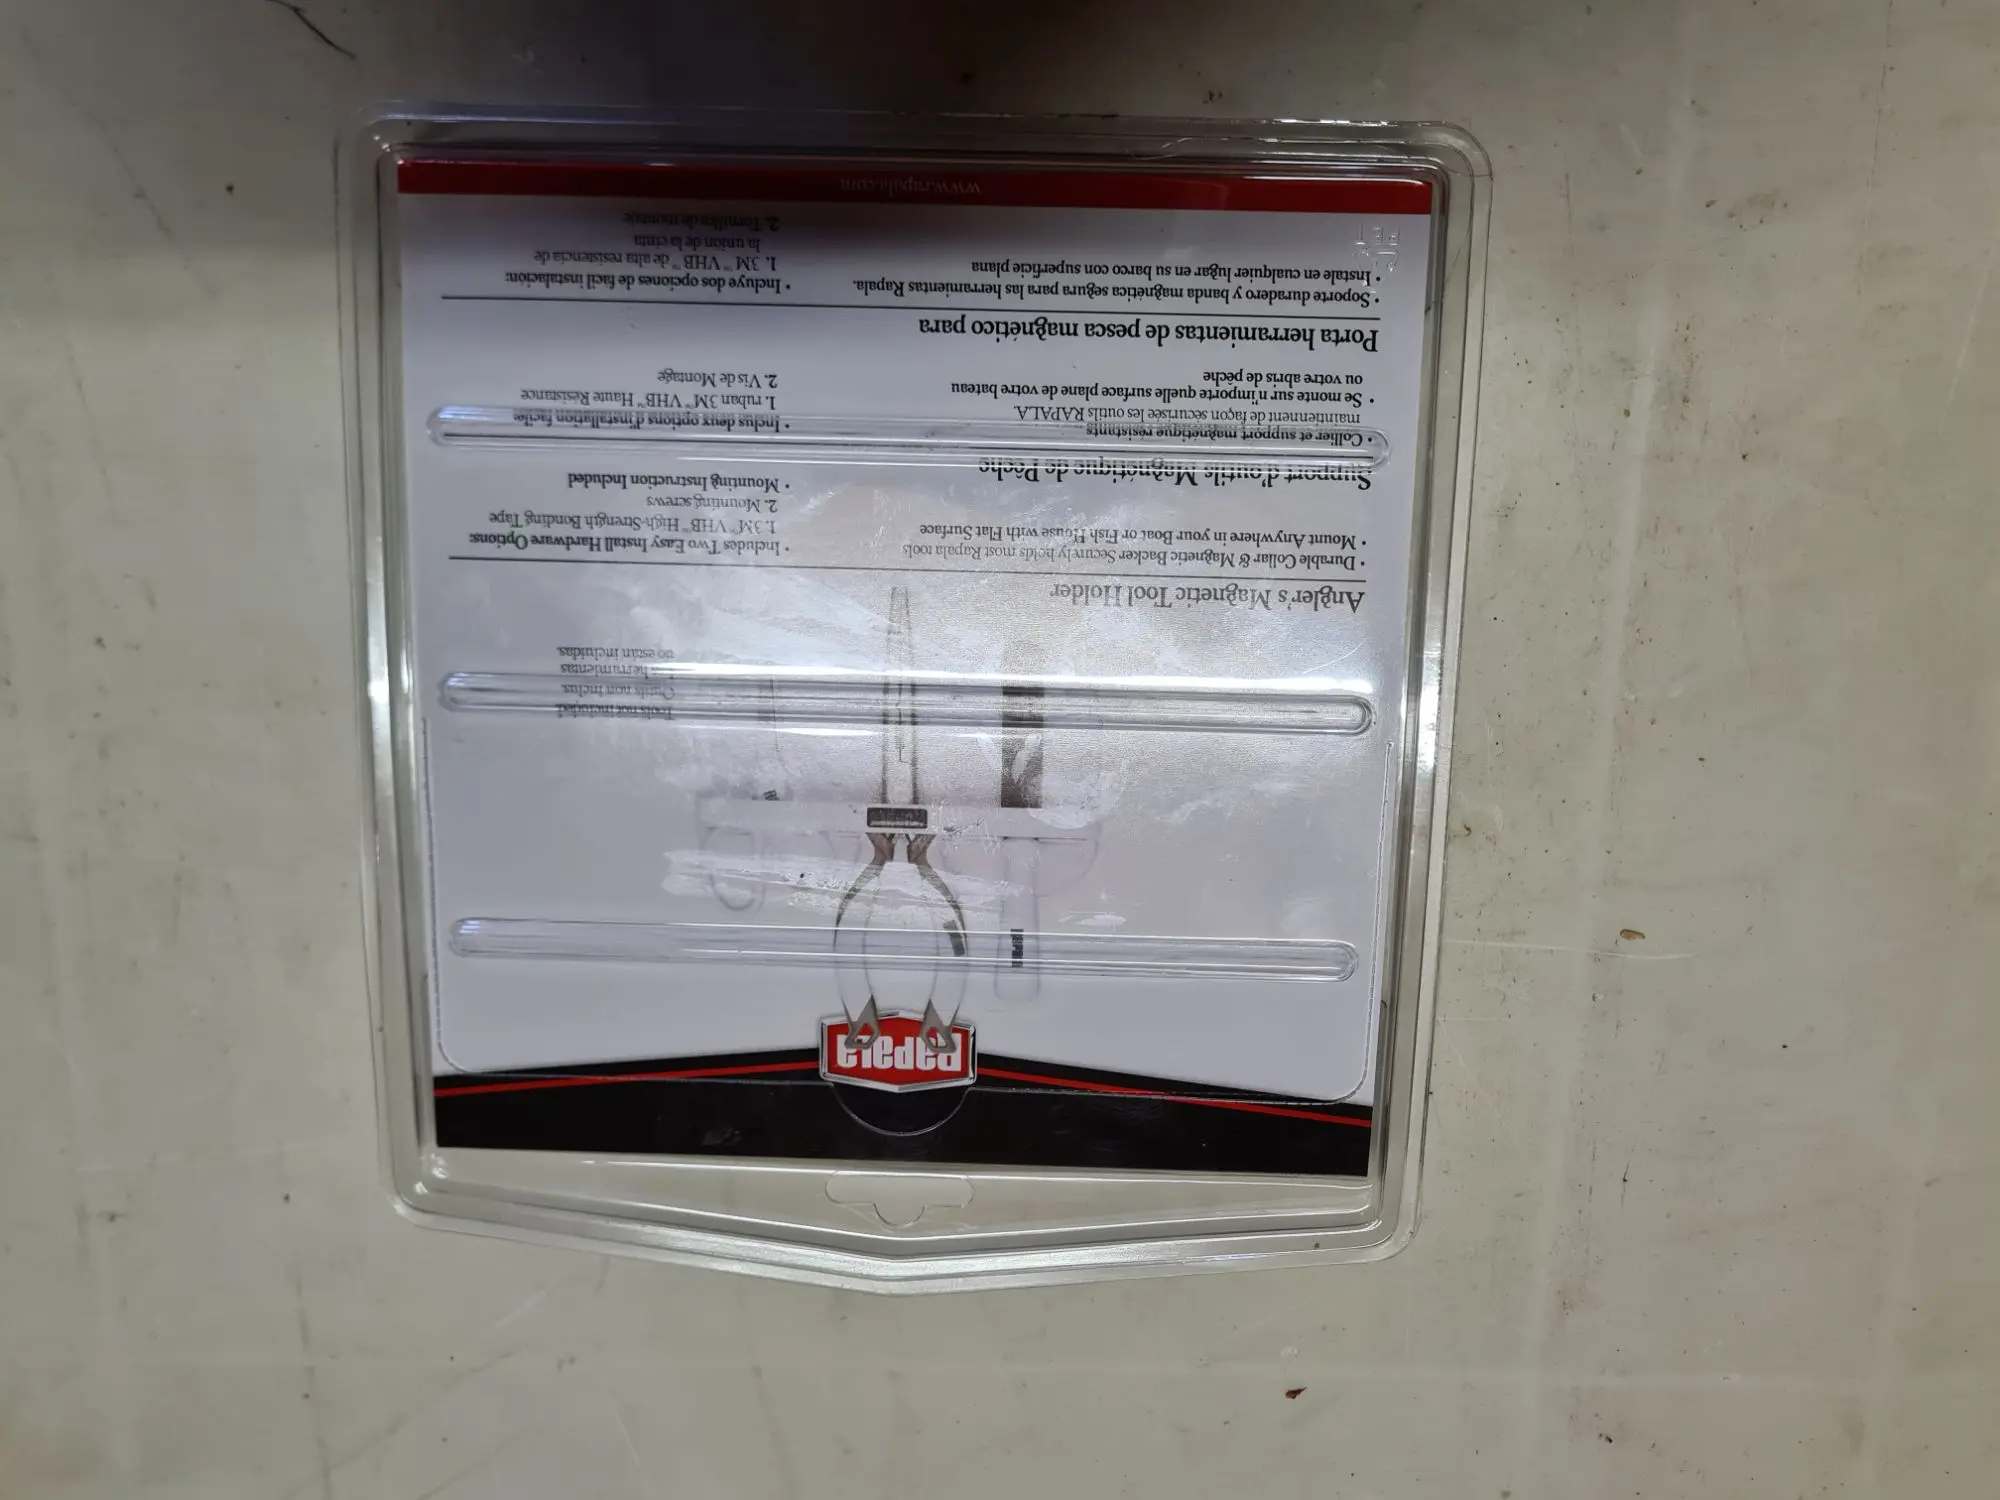 Rapala
Rapala
Tools not included.
Outils non inclus.
herramientas
no están incluidas.
Angler's Magnetic Tool Holder
• Durable Collar & Magnetic Backer Securely holds most Rapala tools
• Mount Anywhere in your Boat or Fish House with Flat Surface
• Includes Two Easy Install Hardware Options:
1. 3M™ VHB™ High-Strength Bonding Tape
2. Mounting screws
• Mounting Instruction Included
Support d'outils Magnétique de Pêche
• Collier et support magnétique résistants
maintiennent de façon sécurisée les outils RAPALA.
• Se monte sur n'importe quelle surface plane de votre bateau
ou votre abris de pêche
• Inclus deux options d'installation facile:
1. ruban 3M™ VHB™ Haute Résistance
2. Vis de Montage
Porta herramientas de pesca magnético para
• Soporte duradero y banda magnética segura para las herramientas Rapala.
• Instale en cualquier lugar en su barco con superficie plana
• Incluye dos opciones de facil instalación:
1. 3M™ VHB™ de alta resistencia de
la union de la cinta
2. Tornillos de montaje
www.rapala.com
PET